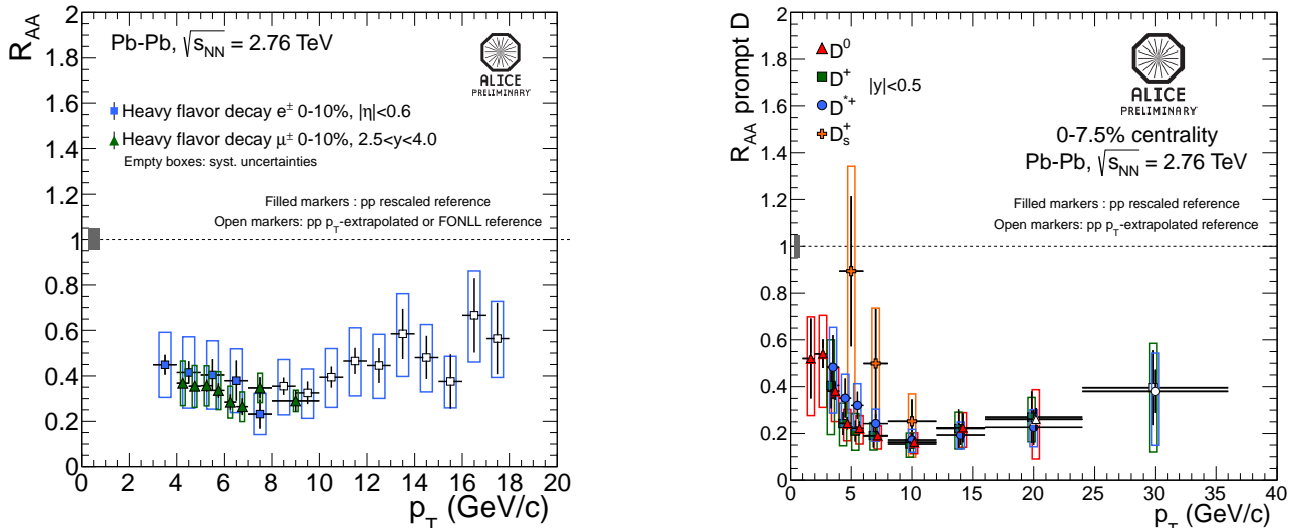 R_AA
2
1.8
1.6
1.4
1.2
1
0.8
0.6
0.4
0.2
0
Pb-Pb, √s_NN = 2.76 TeV
ALICE
PRELIMINARY
Heavy flavor decay e± 0-10%, |η|<0.6
Heavy flavor decay μ± 0-10%, 2.5<y<4.0
Empty boxes: syst. uncertainties
Filled markers : pp rescaled reference
Open markers: pp p_T-extrapolated or FONLL reference
0 2 4 6 8 10 12 14 16 18 20
p_T (GeV/c)
R_AA prompt D
2
1.8
1.6
1.4
1.2
1
0.8
0.6
0.4
0.2
0
D⁰
D⁺
D*⁺
D_s⁺
|y|<0.5
ALICE
PRELIMINARY
0-7.5% centrality
Pb-Pb, √s_NN = 2.76 TeV
Filled markers : pp rescaled reference
Open markers: pp p_T-extrapolated reference
0 5 10 15 20 25 30 35 40
p_T (GeV/c)